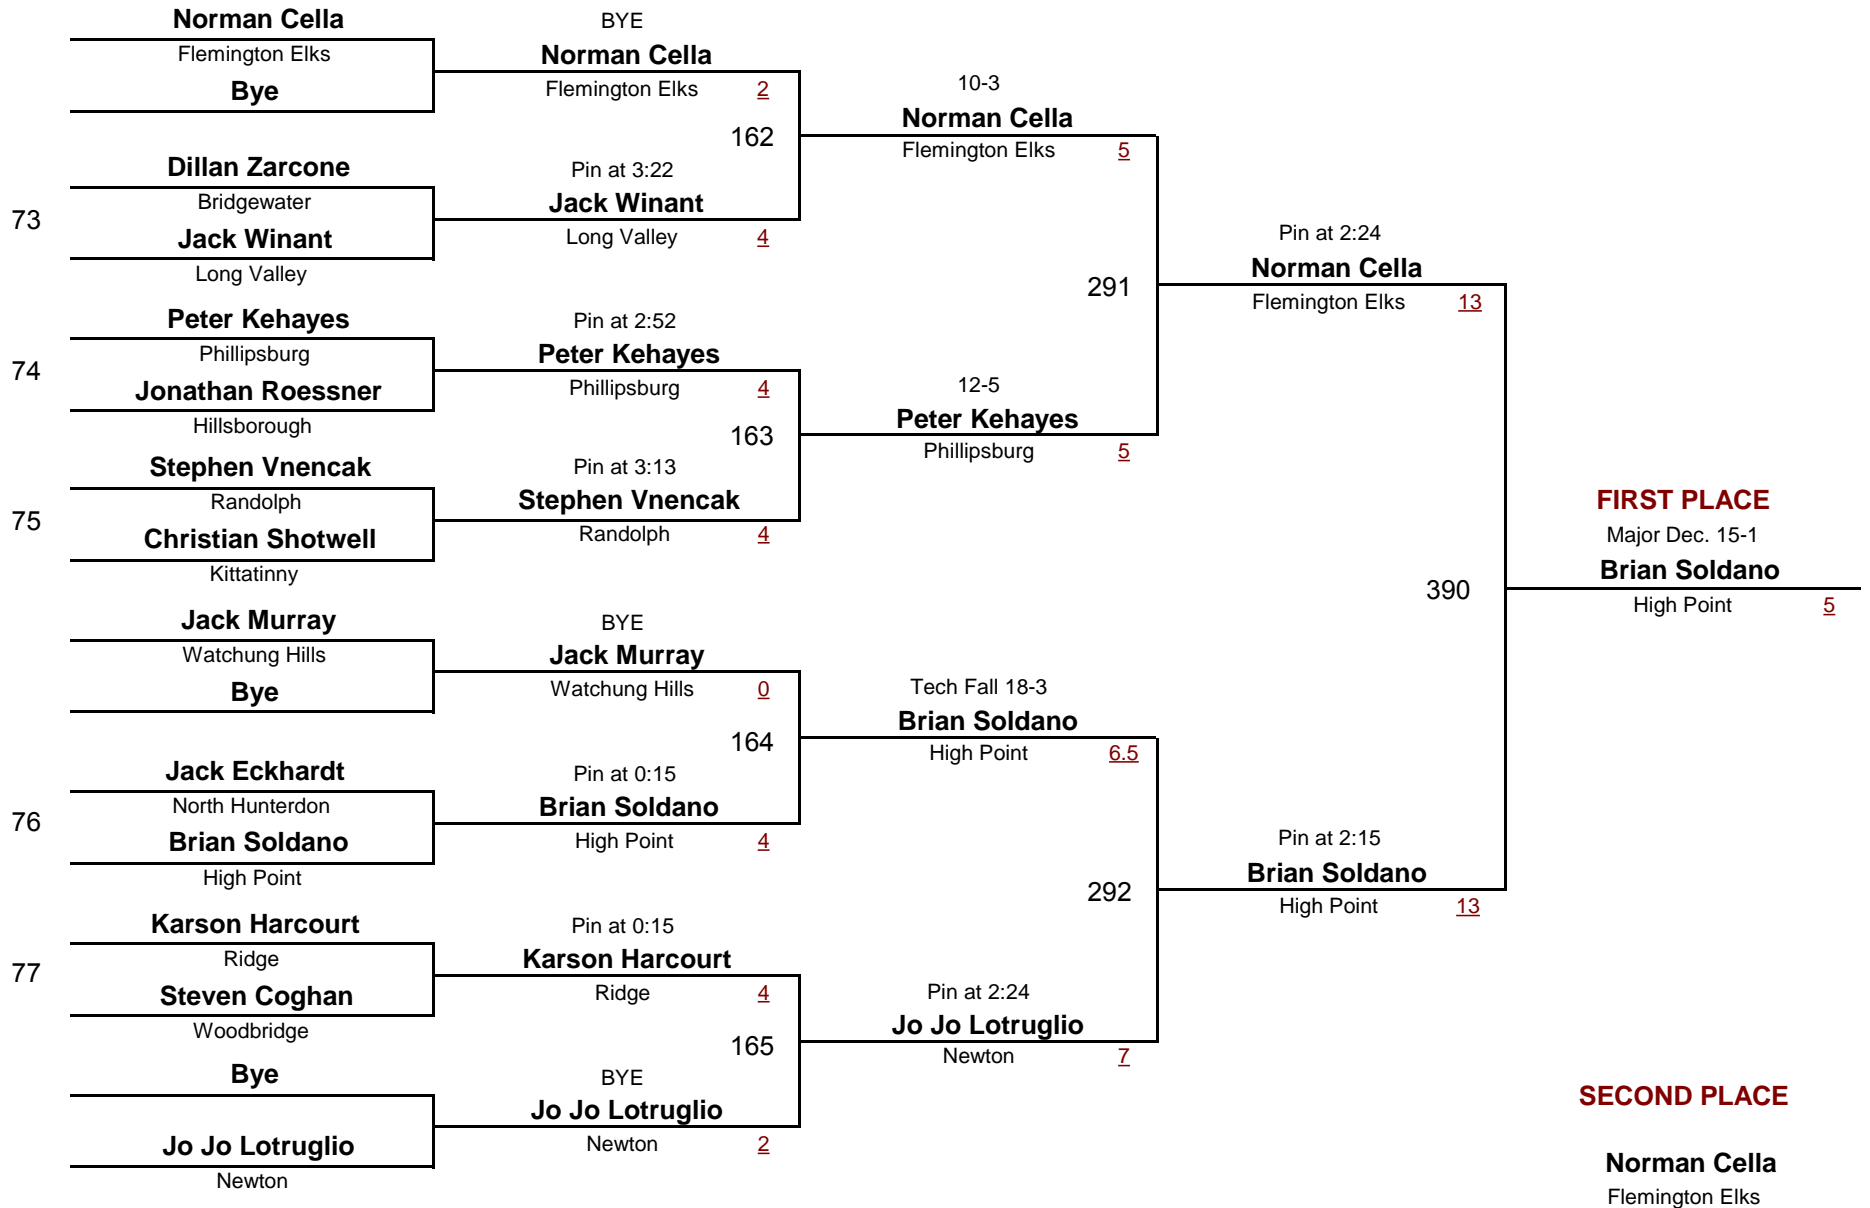 Norman Cella
Flemington Elks
Bye
73
Dillan Zarcone
Bridgewater
Jack Winant
Long Valley
74
Peter Kehayes
Phillipsburg
Jonathan Roessner
Hillsborough
75
Stephen Vnencak
Randolph
Christian Shotwell
Kittatinny
Jack Murray
Watchung Hills
Bye
76
Jack Eckhardt
North Hunterdon
Brian Soldano
High Point
77
Karson Harcourt
Ridge
Steven Coghan
Woodbridge
Bye
Jo Jo Lotruglio
Newton
BYE
Norman Cella
Flemington Elks 2
162
Pin at 3:22
Jack Winant
Long Valley 4
Pin at 2:52
Peter Kehayes
Phillipsburg 4
163
Pin at 3:13
Stephen Vnencak
Randolph 4
BYE
Jack Murray
Watchung Hills 0
164
Pin at 0:15
Brian Soldano
High Point 4
Pin at 0:15
Karson Harcourt
Ridge 4
165
BYE
Jo Jo Lotruglio
Newton 2
10-3
Norman Cella
Flemington Elks 5
291
12-5
Peter Kehayes
Phillipsburg 5
Tech Fall 18-3
Brian Soldano
High Point 6.5
292
Pin at 2:24
Jo Jo Lotruglio
Newton 7
Pin at 2:24
Norman Cella
Flemington Elks 13
390
Pin at 2:15
Brian Soldano
High Point 13
FIRST PLACE
Major Dec. 15-1
Brian Soldano
High Point 5
SECOND PLACE
Norman Cella
Flemington Elks